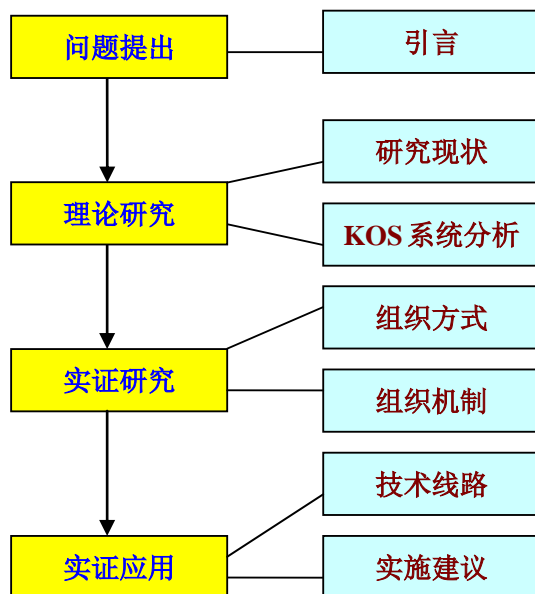 问题提出
引言
研究现状
理论研究
KOS 系统分析
组织方式
实证研究
组织机制
技术线路
实证应用
实施建议